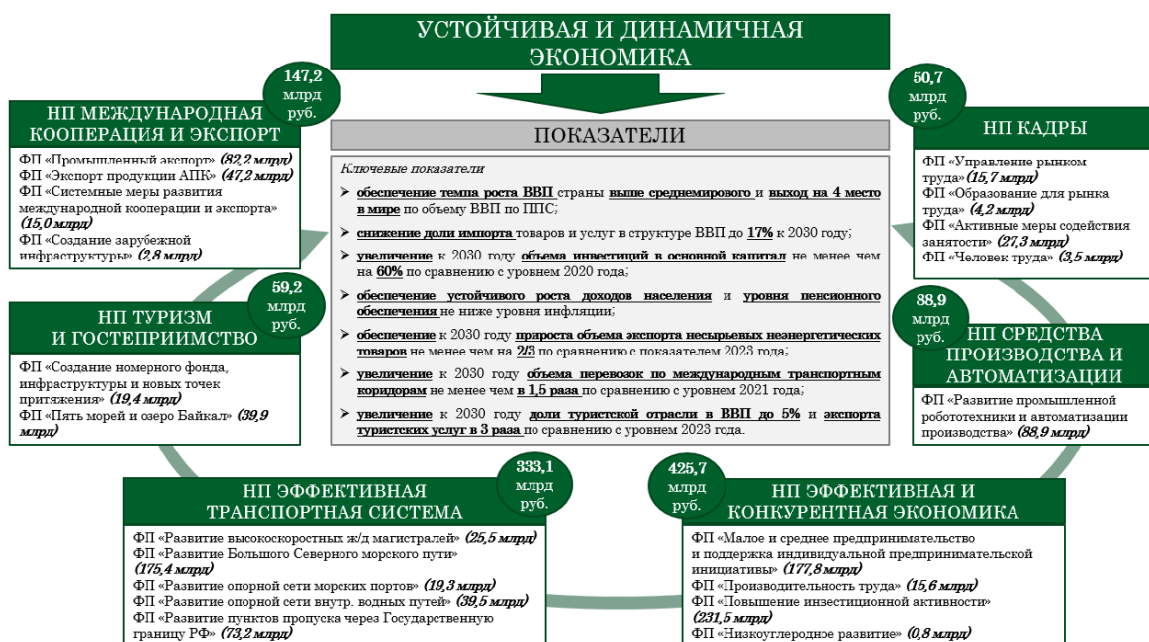 УСТОЙЧИВАЯ И ДИНАМИЧНАЯ
ЭКОНОМИКА
147,2
млрд
руб.
НП МЕЖДУНАРОДНАЯ
КООПЕРАЦИЯ И ЭКСПОРТ
ФП «Промышленный экспорт» (82,2 млрд)
ФП «Экспорт продукции АПК» (47,2 млрд)
ФП «Системные меры развития
международной кооперации и экспорта»
(15,0 млрд)
ФП «Создание зарубежной
инфраструктуры» (2,8 млрд)
59,2
млрд
руб.
НП ТУРИЗМ
И ГОСТЕПРИИМСТВО
ФП «Создание номерного фонда,
инфраструктуры и новых точек
притяжения» (19,4 млрд)
ФП «Пять морей и озеро Байкал» (39,9
млрд)
ПОКАЗАТЕЛИ
Ключевые показатели
➢ обеспечение темпа роста ВВП страны выше среднемирового и выход на 4 место
в мире по объему ВВП по ППС;
➢ снижение доли импорта товаров и услуг в структуре ВВП до 17% к 2030 году;
➢ увеличение к 2030 году объема инвестиций в основной капитал не менее чем
на 60% по сравнению с уровнем 2020 года;
➢ обеспечение устойчивого роста доходов населения и уровня пенсионного
обеспечения не ниже уровня инфляции;
➢ обеспечение к 2030 году прироста объема экспорта несырьевых неэнергетических
товаров не менее чем на 2/3 по сравнению с показателем 2023 года;
➢ увеличение к 2030 году объема перевозок по международным транспортным
коридорам не менее чем в 1,5 раза по сравнению с уровнем 2021 года;
➢ увеличение к 2030 году доли туристской отрасли в ВВП до 5% и экспорта
туристских услуг в 3 раза по сравнению с уровнем 2023 года.
50,7
млрд
руб.
НП КАДРЫ
ФП «Управление рынком
труда» (15,7 млрд)
ФП «Образование для рынка
труда» (4,2 млрд)
ФП «Активные меры содействия
занятости» (27,3 млрд)
ФП «Человек труда» (3,5 млрд)
88,9
млрд
руб.
НП СРЕДСТВА
ПРОИЗВОДСТВА И
АВТОМАТИЗАЦИИ
ФП «Развитие промышленной
робототехники и автоматизации
производства» (88,9 млрд)
333,1
млрд
руб.
НП ЭФФЕКТИВНАЯ
ТРАНСПОРТНАЯ СИСТЕМА
ФП «Развитие высокоскоростных ж/д магистралей» (25,5 млрд)
ФП «Развитие Большого Северного морского пути»
(175,4 млрд)
ФП «Развитие опорной сети морских портов» (19,3 млрд)
ФП «Развитие опорной сети внутр. водных путей» (39,5 млрд)
ФП «Развитие пунктов пропуска через Государственную
границу РФ» (73,2 млрд)
425,7
млрд
руб.
НП ЭФФЕКТИВНАЯ И
КОНКУРЕНТНАЯ ЭКОНОМИКА
ФП «Малое и среднее предпринимательство
и поддержка индивидуальной предпринимательской
инициативы» (177,8 млрд)
ФП «Производительность труда» (15,6 млрд)
ФП «Повышение инвестиционной активности»
(231,5 млрд)
ФП «Низкоуглеродное развитие» (0,8 млрд)